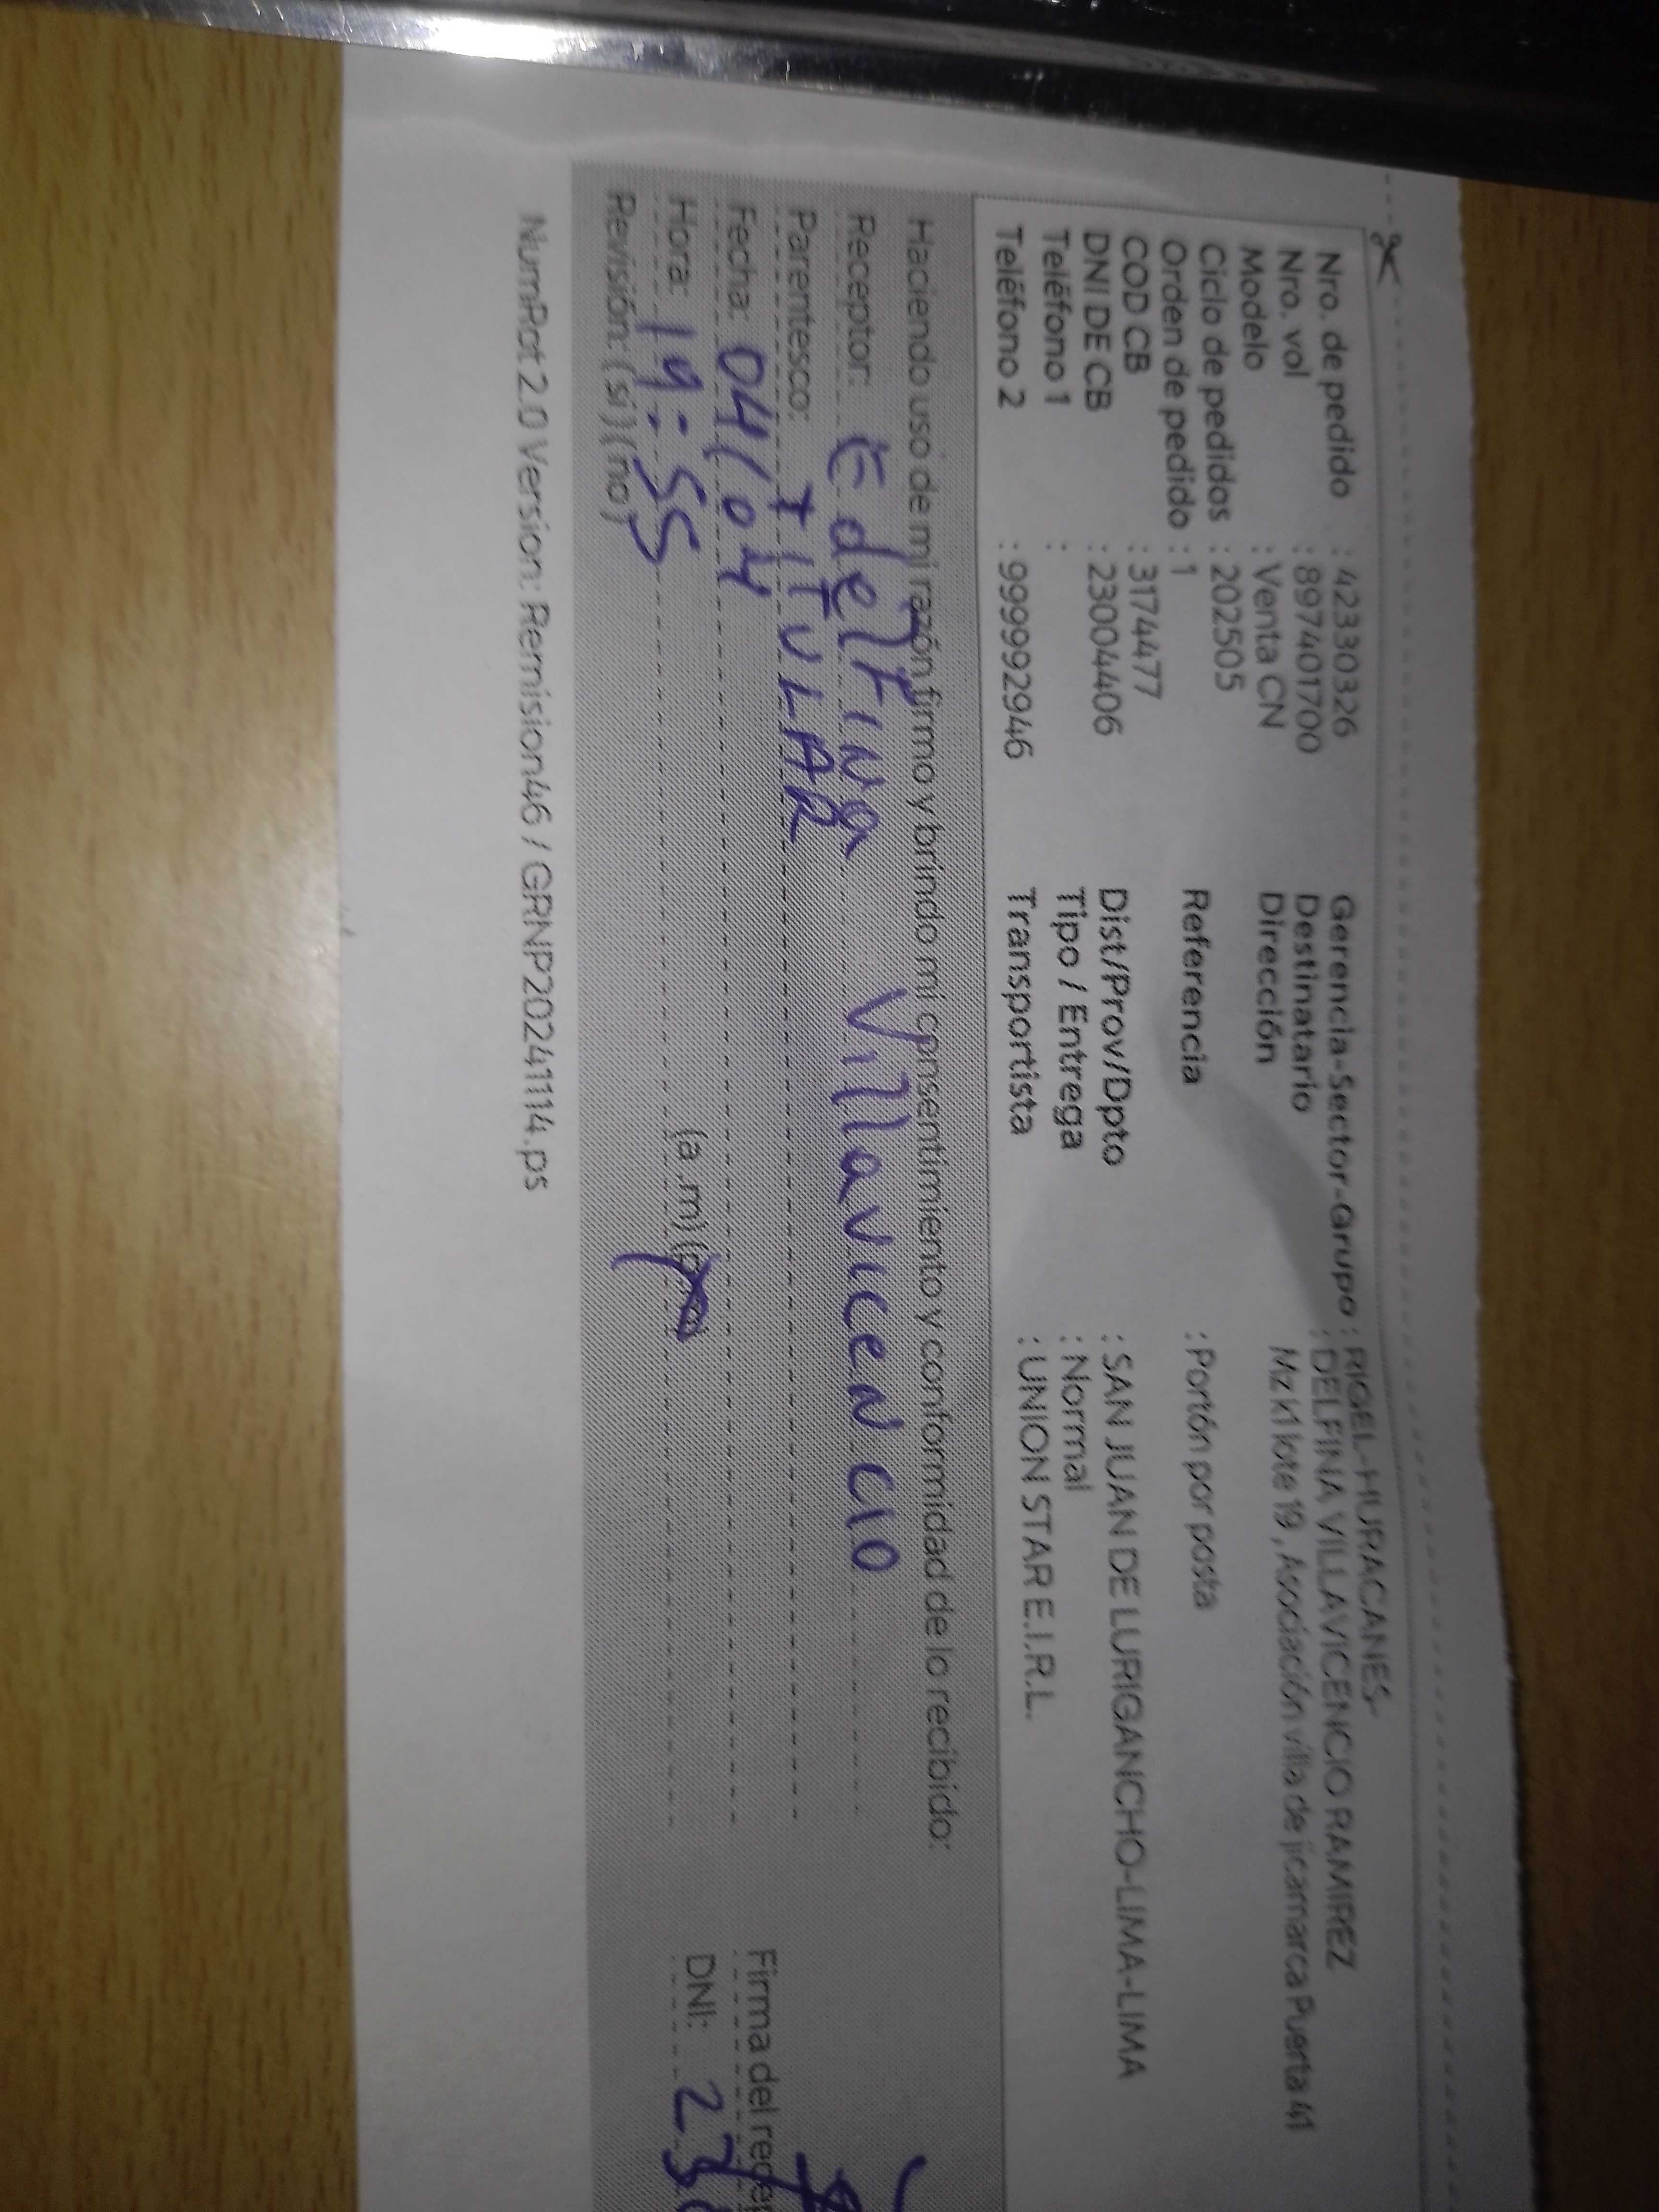 Nro. de pedido : 423330326
Nro. vol : 897401700
Modelo : Venta CN
Ciclo de pedidos : 202505
Orden de pedido : 1
COD CB : 3174477
DNI DE CB : 23004406
Teléfono 1 :
Teléfono 2 : 999992946
Gerencia-Sector-Grupo : RIGEL-HURACANES-
Destinatario : DELFINA VILLAVICENCIO RAMIREZ
Dirección Mz K1 lote 19 , Asociación villa de jicamarca Puerta 41
Referencia : Portón por posta
Dist/Prov/Dpto : SAN JUAN DE LURIGANCHO-LIMA-LIMA
Tipo / Entrega : Normal
Transportista : UNION STAR E.I.R.L.
Haciendo uso de mi razón firmo y brindo mi consentimiento y conformidad de lo recibido:
Receptor: Edelfina Villavicencio
Parentesco: TITULAR
Fecha: 04/04
Hora: 19:55 (a.m)
Revisión: (si) (no)
Firma del
DNI: 23
NumRot 2.0 Version: Remision46 / GRNP20241114.ps